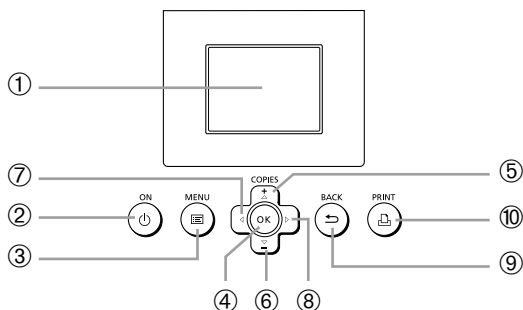 ①
⑦
COPIES
+
⑤
ON
MENU
OK
BACK
PRINT
②
⑩
−
③
⑨
④
⑥
⑧